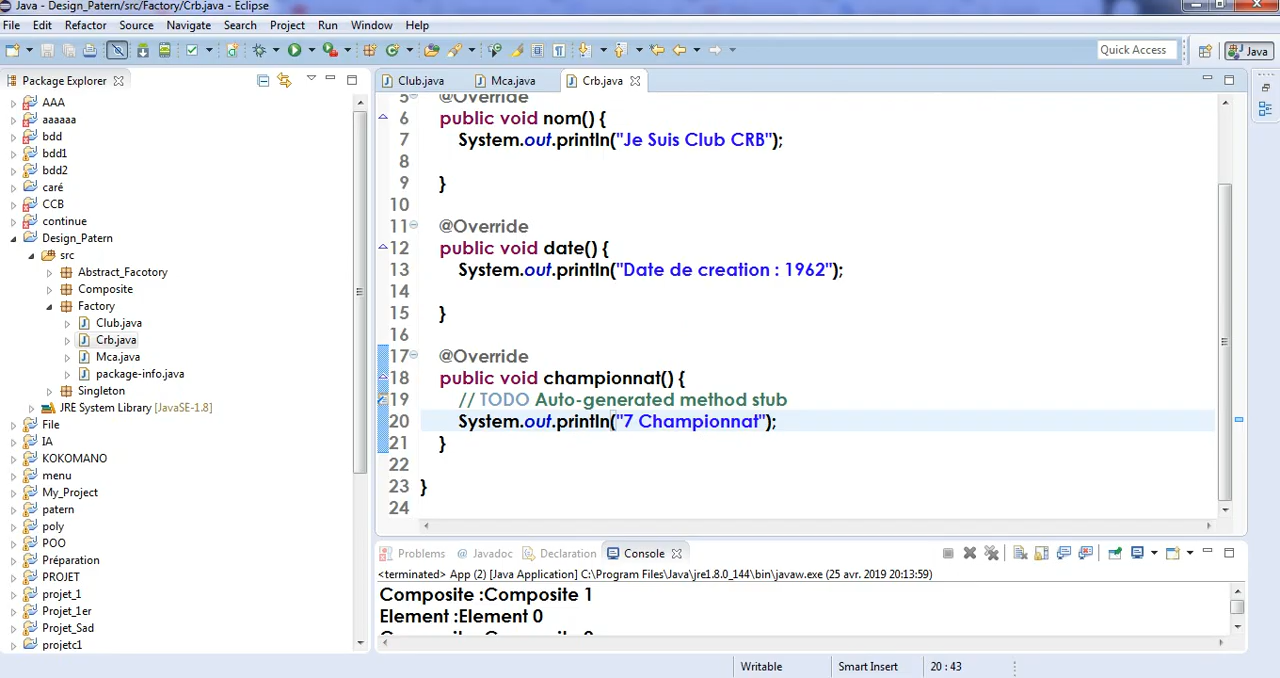 Java - Design_Patern/src/Factory/Crb.java - Eclipse
File Edit Refactor Source Navigate Search Project Run Window Help
Quick Access
Java
Package Explorer
AAA
aaaaaa
bdd
bdd1
bdd2
caré
CCB
continue
Design_Patern
src
Abstract_Facotory
Composite
Factory
Club.java
Crb.java
Mca.java
package-info.java
Singleton
JRE System Library [JavaSE-1.8]
File
IA
KOKOMANO
menu
My_Project
patern
poly
POO
Préparation
PROJET
projet_1
Projet_1er
Projet_Sad
projetc1
Club.java Mca.java Crb.java
5 @Override
6 public void nom() {
7 System.out.println("Je Suis Club CRB");
8
9 }
10
11 @Override
12 public void date() {
13 System.out.println("Date de creation : 1962");
14
15 }
16
17 @Override
18 public void championnat() {
19 // TODO Auto-generated method stub
20 System.out.println("7 Championnat");
21 }
22
23 }
24
Problems @ Javadoc Declaration Console
<terminated> App (2) [Java Application] C:\Program Files\Java\jre1.8.0_144\bin\javaw.exe (25 avr. 2019 20:13:59)
Composite :Composite 1
Element :Element 0
Writable Smart Insert 20 : 43